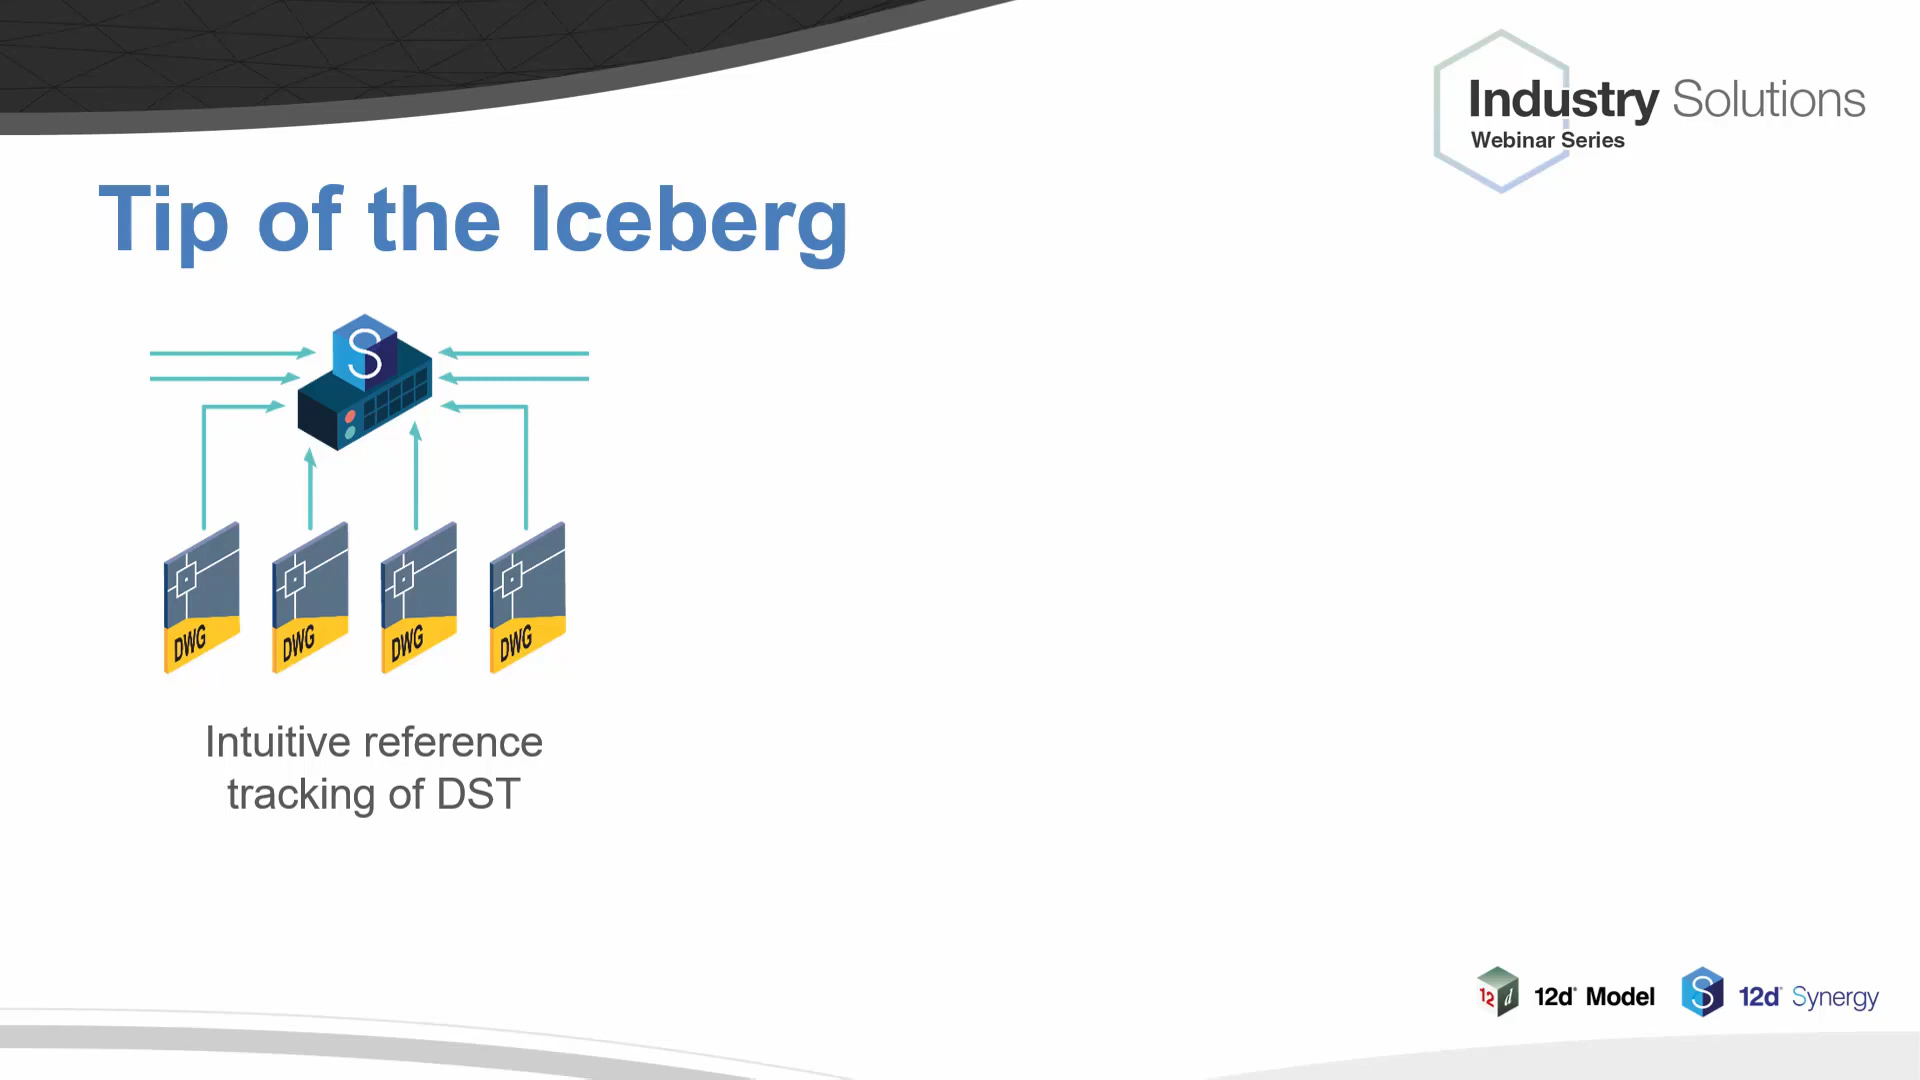 Industry Solutions
Webinar Series
Tip of the Iceberg
S
DWG DWG DWG DWG
Intuitive reference
tracking of DST
12d 12d® Model S 12d® Synergy